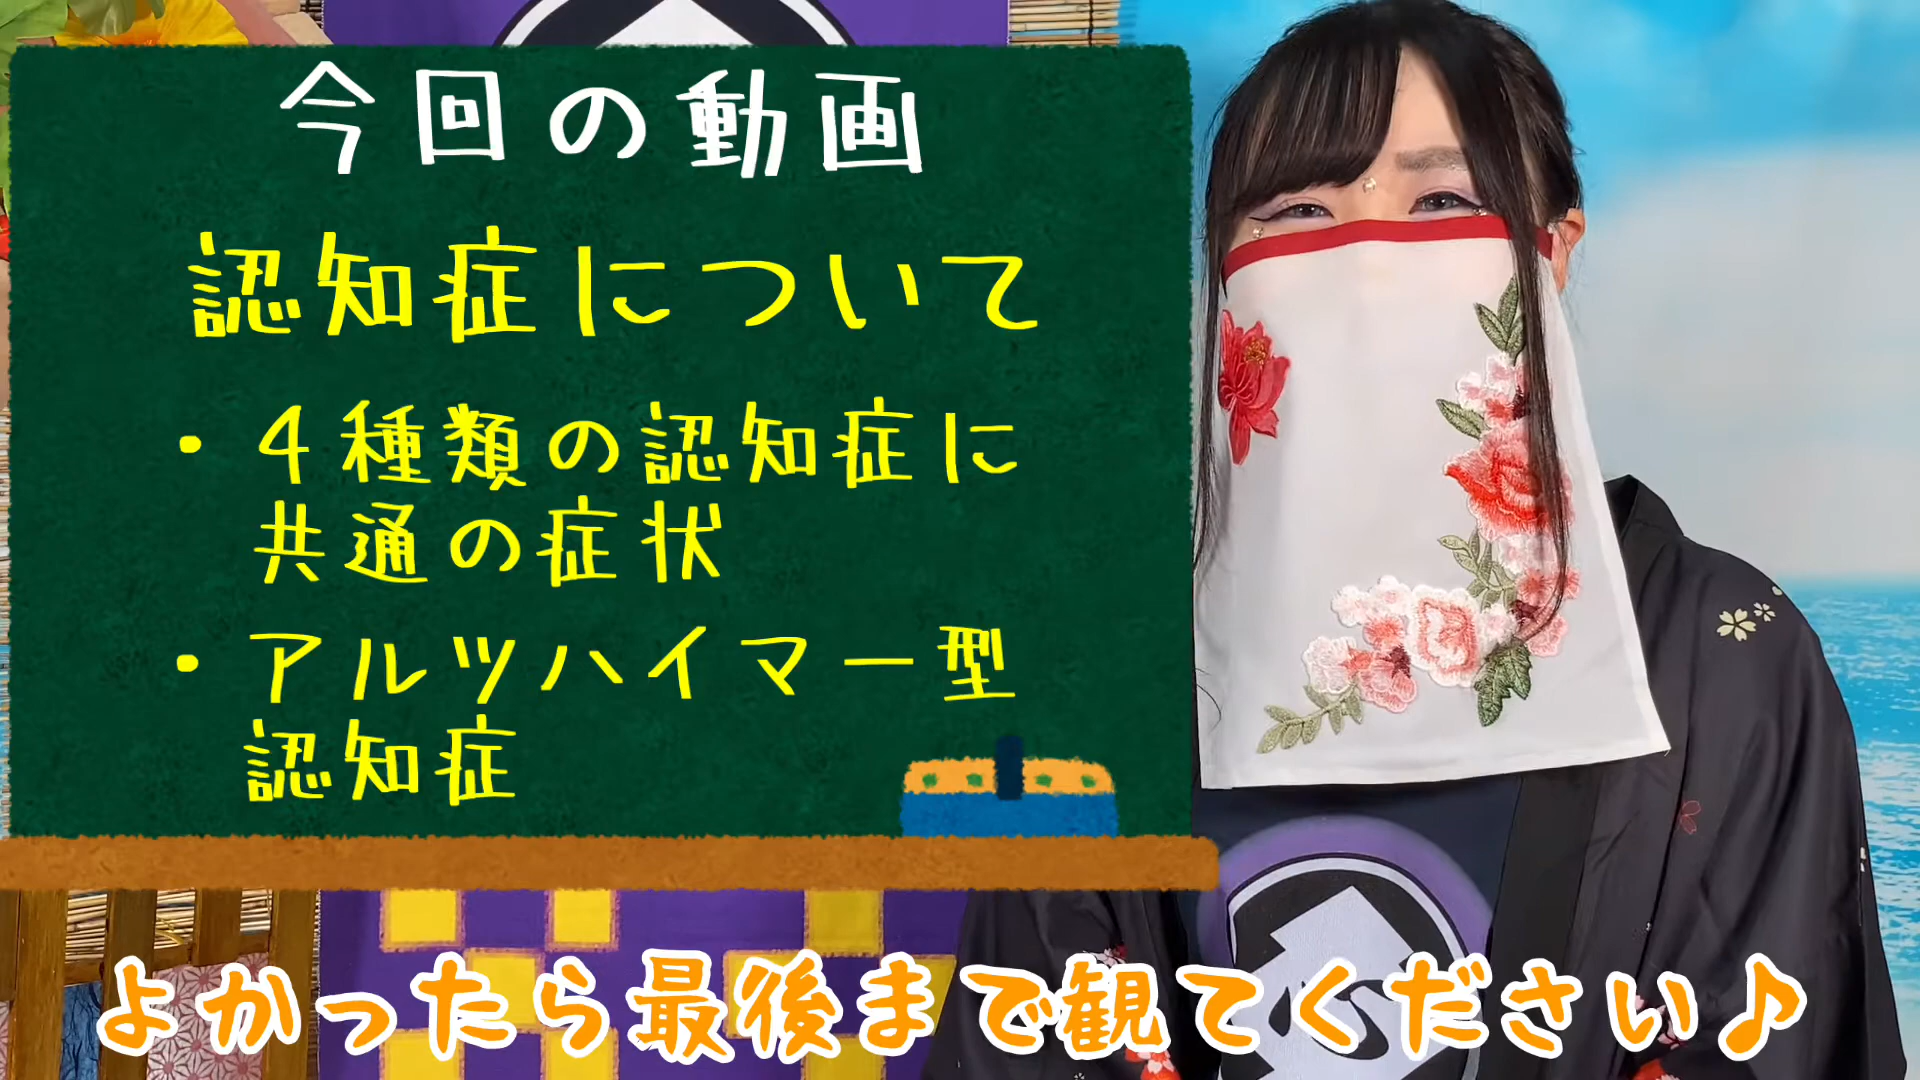 今回の動画
認知症について
・４種類の認知症に
共通の症状
・アルツハイマー型
認知症
よかったら最後まで観てください♪